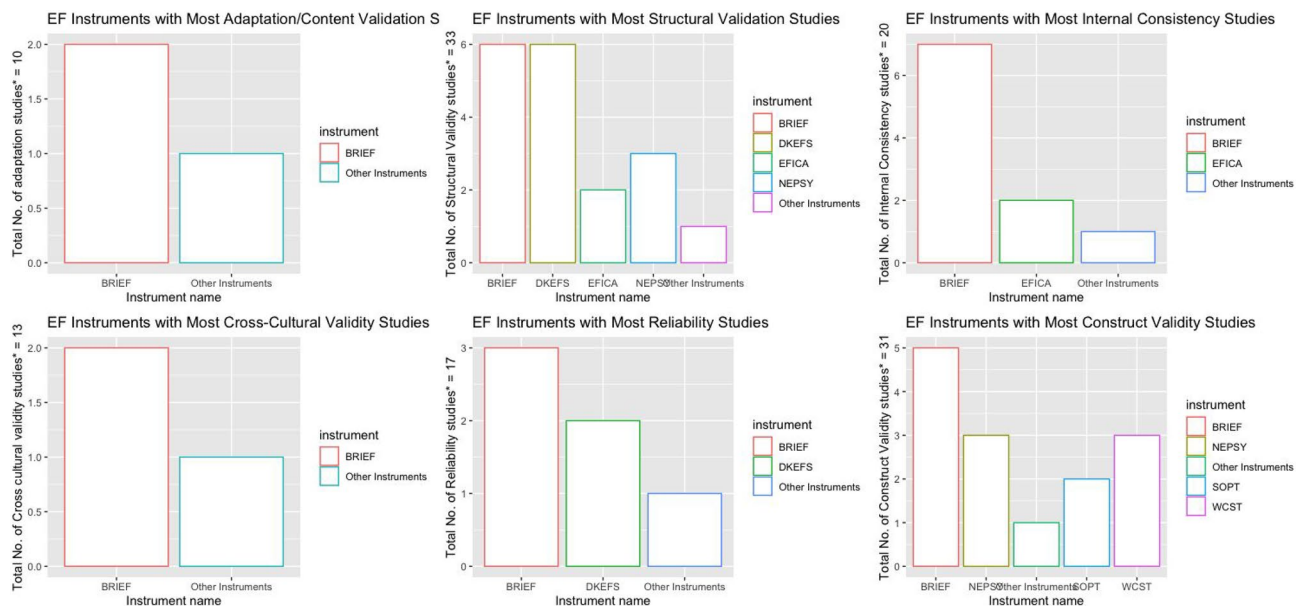 EF Instruments with Most Adaptation/Content Validation S
Total No. of adaptation studies* = 10
2.0
1.5
1.0
0.5
0.0
BRIEF
Other Instruments
Instrument name
instrument
BRIEF
Other Instruments
EF Instruments with Most Structural Validation Studies
Total No. of Structural Validity studies* = 33
6
4
2
0
BRIEF
DKEFS
EFICA
NEPSY
Other Instruments
Instrument name
instrument
BRIEF
DKEFS
EFICA
NEPSY
Other Instruments
EF Instruments with Most Internal Consistency Studies
Total No. of Internal Consistency studies* = 20
6
4
2
0
BRIEF
EFICA
Other Instruments
Instrument name
instrument
BRIEF
EFICA
Other Instruments
EF Instruments with Most Cross-Cultural Validity Studies
Total No. of Cross cultural validity studies* = 13
2.0
1.5
1.0
0.5
0.0
BRIEF
Other Instruments
Instrument name
instrument
BRIEF
Other Instruments
EF Instruments with Most Reliability Studies
Total No. of Reliability studies* = 17
3
2
1
0
BRIEF
DKEFS
Other Instruments
Instrument name
instrument
BRIEF
DKEFS
Other Instruments
EF Instruments with Most Construct Validity Studies
Total No. of Construct Validity studies* = 31
5
4
3
2
1
0
BRIEF
NEPSY
Other Instruments
SOPT
WCST
Instrument name
instrument
BRIEF
NEPSY
Other Instruments
SOPT
WCST